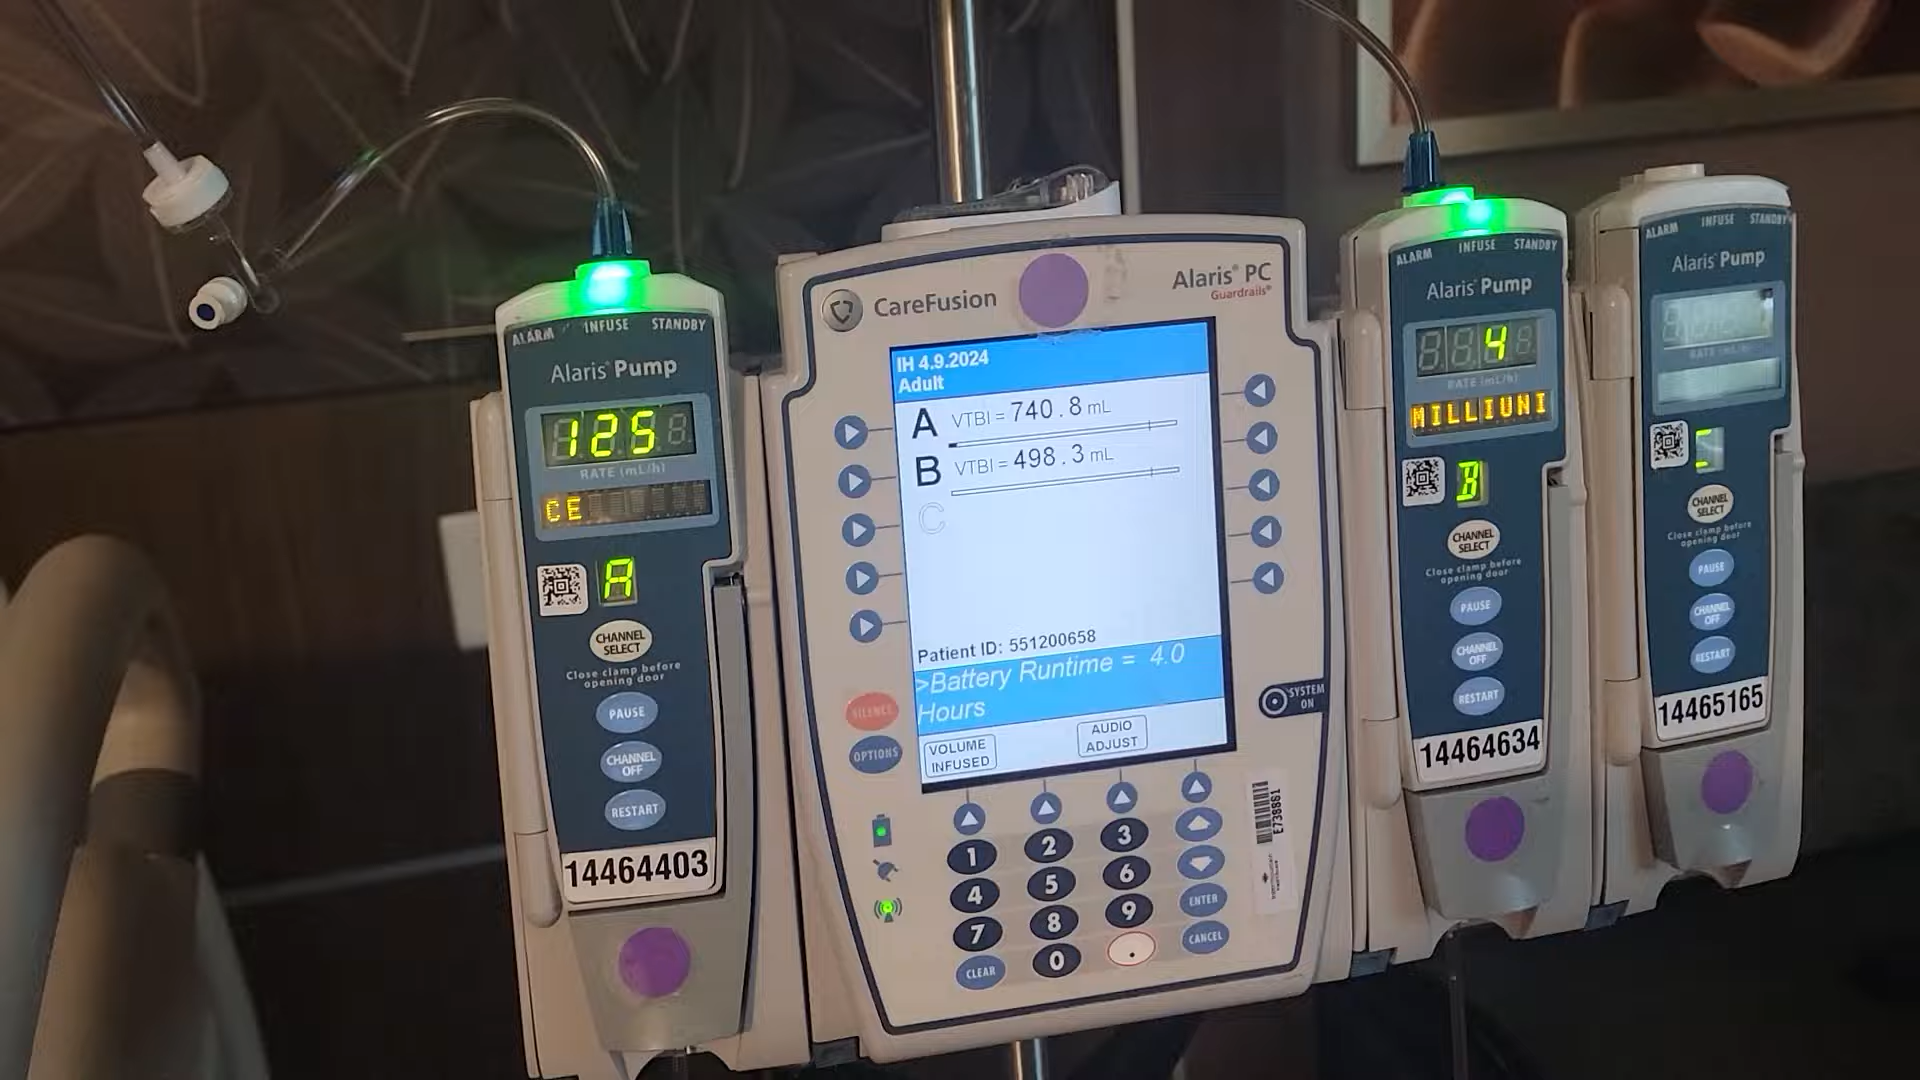 ALARM INFUSE STANDBY
Alaris® Pump
125
RATE (mL/h)
CE
A
CHANNEL SELECT
Close clamp before
opening door
PAUSE
CHANNEL OFF
RESTART
14464403
CareFusion
Alaris® PC
Guardrails®
IH 4.9.2024
Adult
A VTBI = 740.8 mL
B VTBI = 498.3 mL
C
Patient ID: 551200658
>Battery Runtime = 4.0
Hours
VOLUME INFUSED
AUDIO ADJUST
SILENCE
OPTIONS
SYSTEM ON
1 2 3
4 5 6
7 8 9
CLEAR 0 .
ENTER
CANCEL
E738881
ALARM INFUSE STANDBY
Alaris® Pump
4
RATE (mL/h)
MILLIUNI
B
CHANNEL SELECT
Close clamp before
opening door
PAUSE
CHANNEL OFF
RESTART
14464634
ALARM INFUSE STANDBY
Alaris® Pump
RATE (mL/h)
C
CHANNEL SELECT
Close clamp before
opening door
PAUSE
CHANNEL OFF
RESTART
14465165